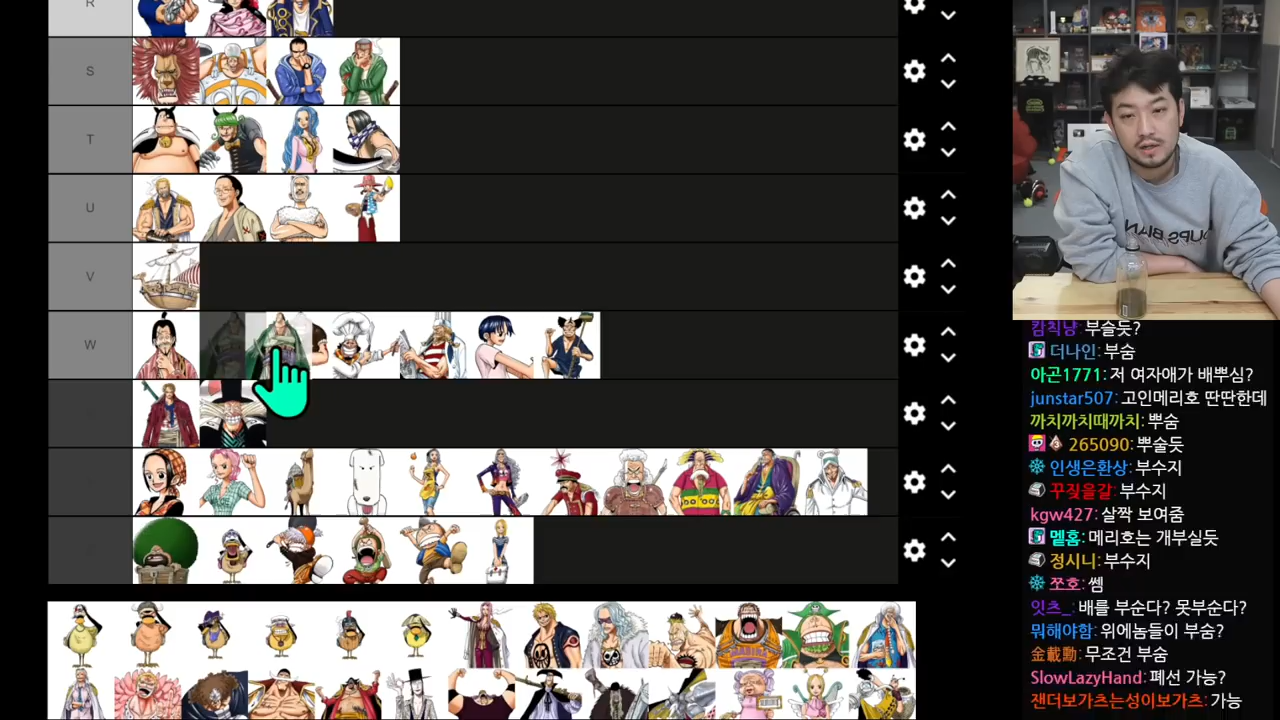 R
S
T
U
V
W
캄칙냥: 부슬듯?
더나인: 부숨
아곤1771: 저 여자애가 배뿌심?
junstar507: 고인메리호 딴딴한데
까치까치때까치: 뿌숨
265090: 뿌술듯
인생은환상: 부수지
꾸짖을갈: 부수지
kgw427: 살짝 보여줌
멭홈: 메리호는 개부실듯
정시니: 부수지
쪼호: 쎔
잇츠_: 배를 부순다? 못부순다?
뭐해야함: 위에놈들이 부숨?
金載勳: 무조건 부숨
SlowLazyHand: 폐선 가능?
잰더보가츠는성이보가츠: 가능